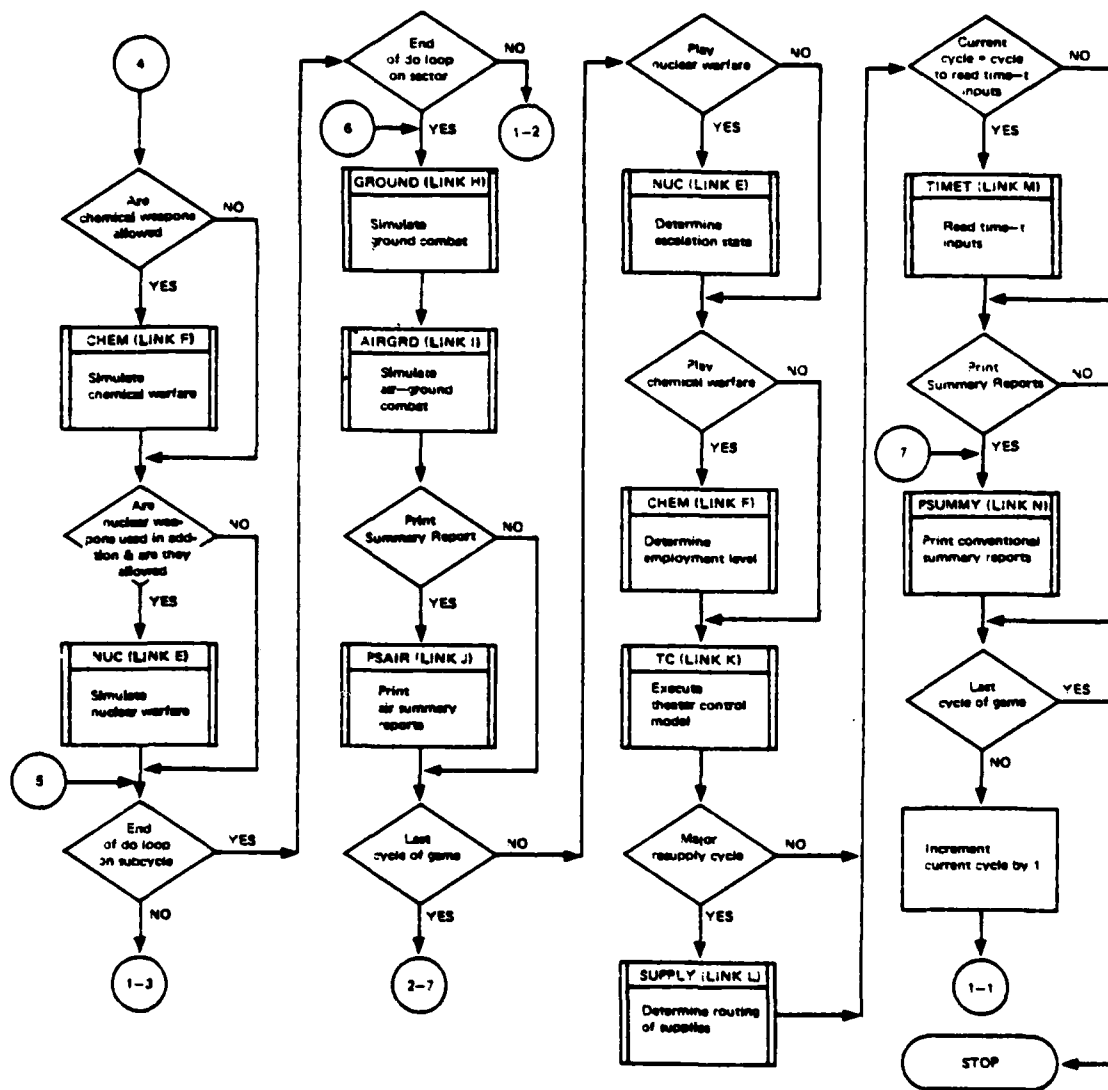 4
Are
chemical weapons
allowed
NO
YES
CHEM (LINK F)
Simulate
chemical warfare
Are
nuclear wea-
pons used in add-
tion & are they
allowed
NO
YES
NUC (LINK E)
Simulate
nuclear warfare
5
End
of do loop
on subcycle
YES
NO
1-3
End
of do loop
on sector
NO
1-2
6
YES
GROUND (LINK H)
Simulate
ground combat
AIRGRD (LINK I)
Simulate
air-ground
combat
Print
Summary Report
NO
YES
PSAIR (LINK J)
Print
air summary
reports
Last
cycle of game
NO
YES
2-7
Play
nuclear warfare
NO
YES
NUC (LINK E)
Determine
escalation state
Play
chemical warfare
NO
YES
CHEM (LINK F)
Determine
employment level
TC (LINK K)
Execute
theater control
model
Major
resupply cycle
NO
YES
SUPPLY (LINK L)
Determine routing
of supplies
Current
cycle = cycle
to read time-t
inputs
NO
YES
TIMET (LINK M)
Read time-t
inputs
Print
Summary Reports
NO
7
YES
PSUMMY (LINK N)
Print conventional
summary reports
Last
cycle of game
YES
NO
Increment
current cycle by 1
1-1
STOP